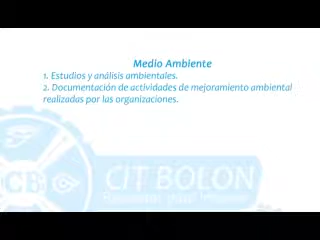 Medio Ambiente
1. Estudios y análisis ambientales.
2. Documentación de actividades de mejoramiento ambiental
realizadas por las organizaciones.
CIT BOLON